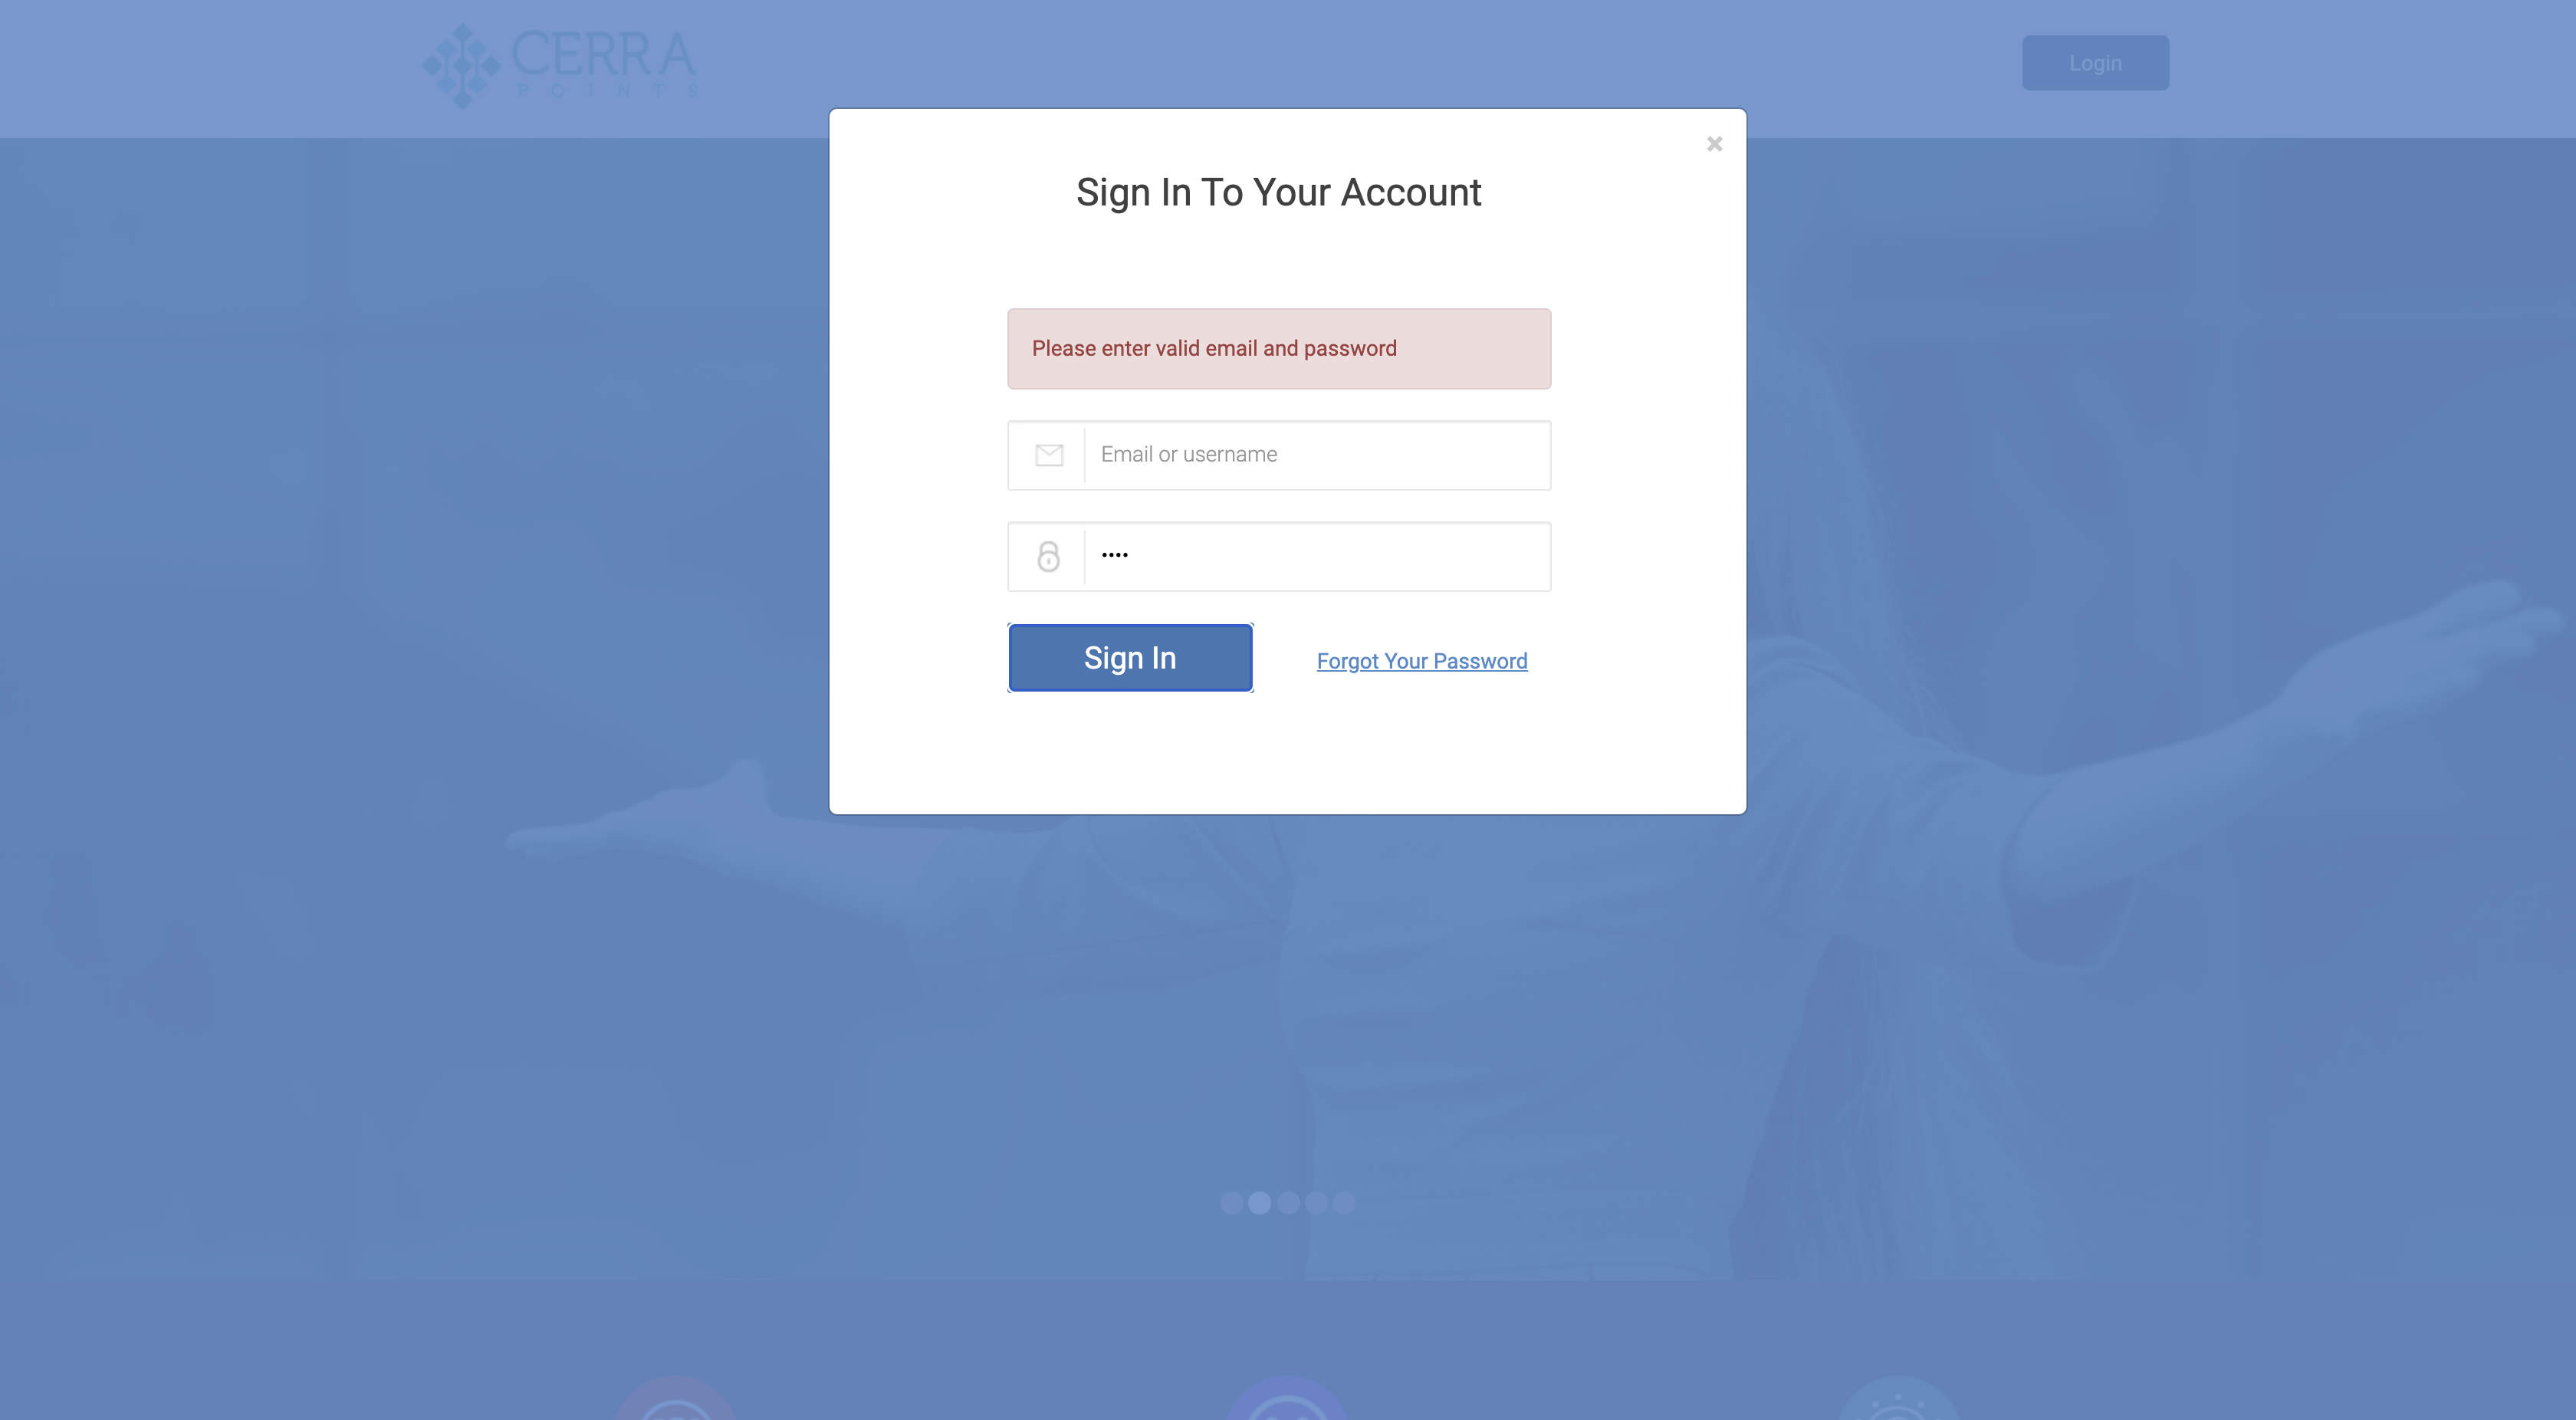 CERRA
POINTS
Login
Sign In To Your Account
Please enter valid email and password
Email or username
••••
Sign In
Forgot Your Password